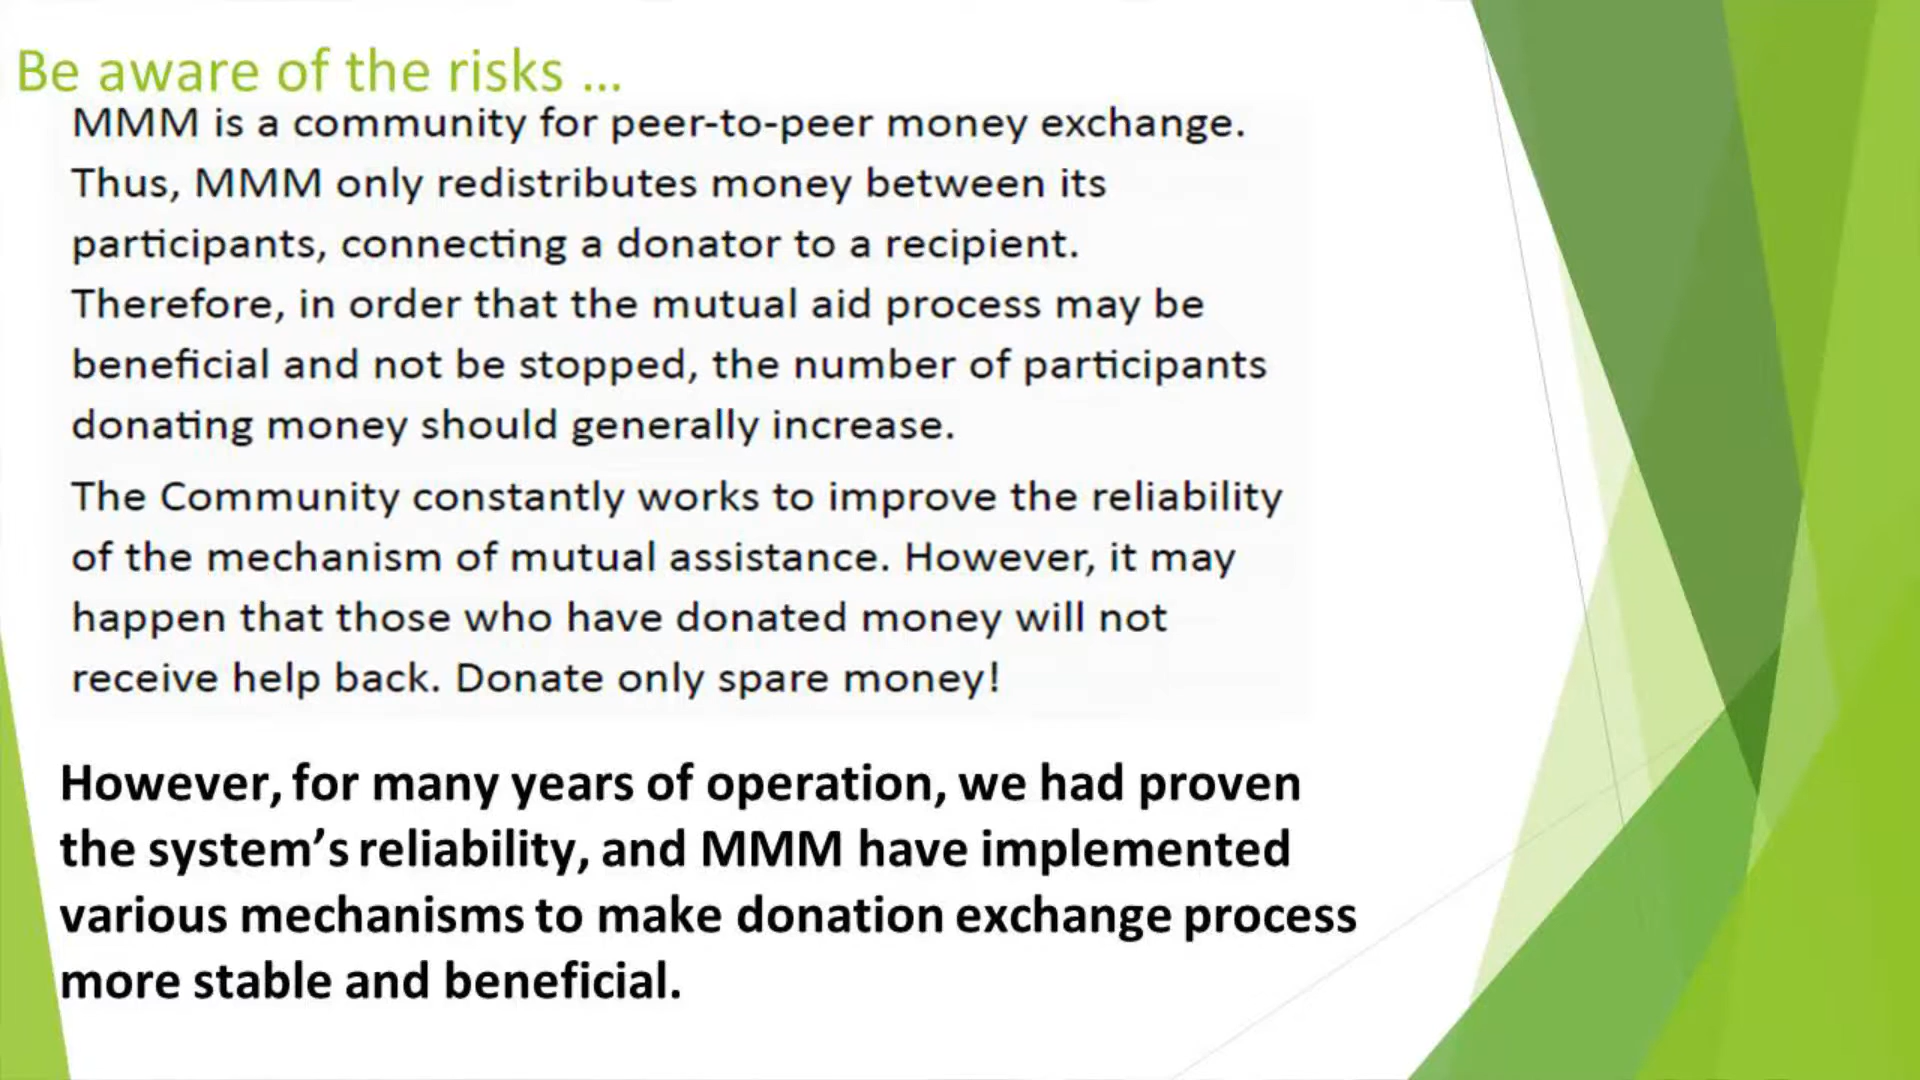 Be aware of the risks ...
MMM is a community for peer-to-peer money exchange.
Thus, MMM only redistributes money between its
participants, connecting a donator to a recipient.
Therefore, in order that the mutual aid process may be
beneficial and not be stopped, the number of participants
donating money should generally increase.
The Community constantly works to improve the reliability
of the mechanism of mutual assistance. However, it may
happen that those who have donated money will not
receive help back. Donate only spare money!
However, for many years of operation, we had proven
the system’s reliability, and MMM have implemented
various mechanisms to make donation exchange process
more stable and beneficial.